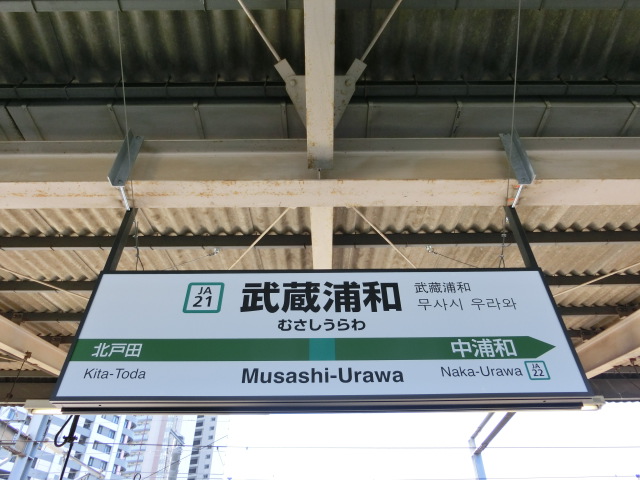 JA
21
武蔵浦和
むさしうらわ
武蔵浦和
무사시 우라와
北戸田
中浦和
Kita-Toda
Musashi-Urawa
Naka-Urawa
JA
22